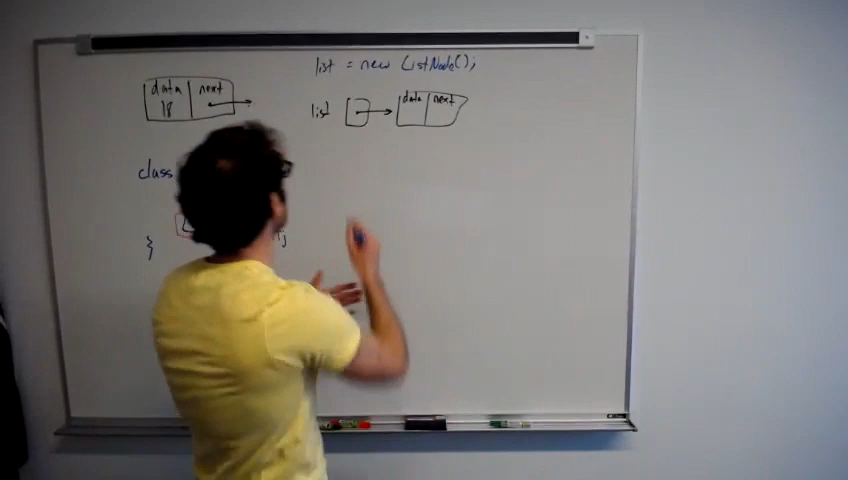 list = new ListNode();
data next
18
list data next
class
}